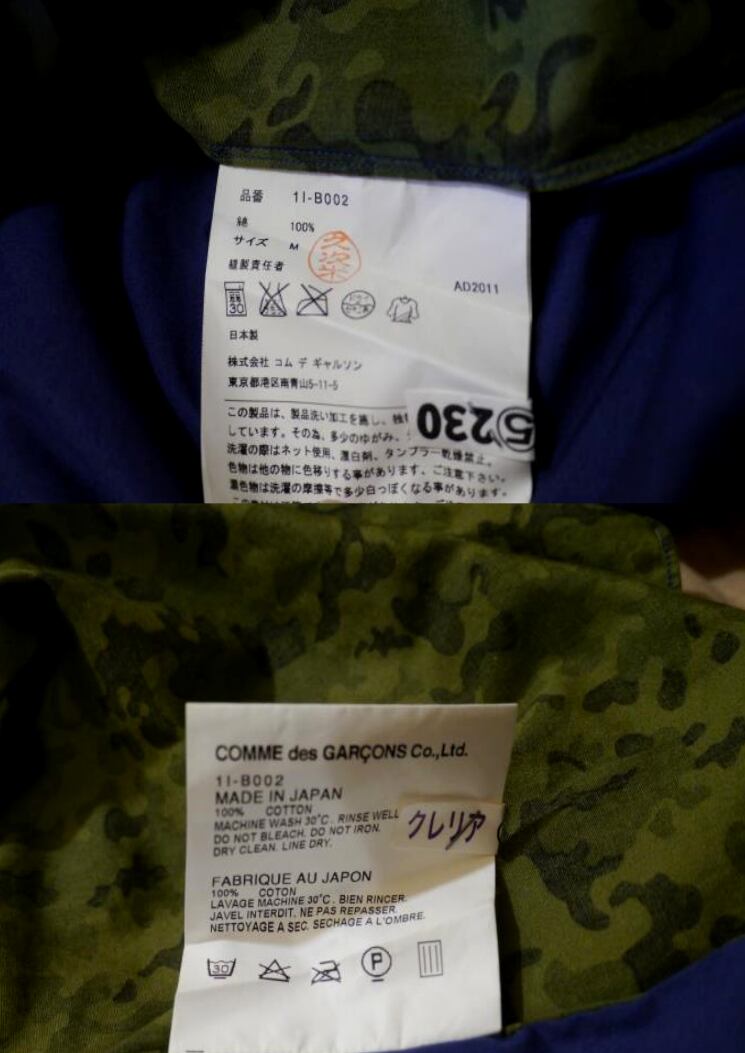 品番 1I-B002
綿 100%
サイズ M
縫製責任者
AD2011
30
日本製
株式会社 コム デ ギャルソン
東京都港区南青山5-11-5
この製品は、製品洗い加工を施し、独
⑤230
しています。その為、多少のゆがみ、
洗濯の際はネット使用、漂白剤、タンブラー乾燥禁止。
色物は他の物に色移りする事があります、ご注意下さい。
濃色物は洗濯の摩擦等で多少白っぽくなる事があります。
COMME des GARÇONS Co.,Ltd.
1I-B002
MADE IN JAPAN
100% COTTON
MACHINE WASH 30°C. RINSE WELL
DO NOT BLEACH. DO NOT IRON.
DRY CLEAN. LINE DRY.
クレリア
FABRIQUE AU JAPON
100% COTON
LAVAGE MACHINE 30°C. BIEN RINCER.
JAVEL INTERDIT. NE PAS REPASSER.
NETTOYAGE A SEC. SECHAGE A L'OMBRE.
30 P